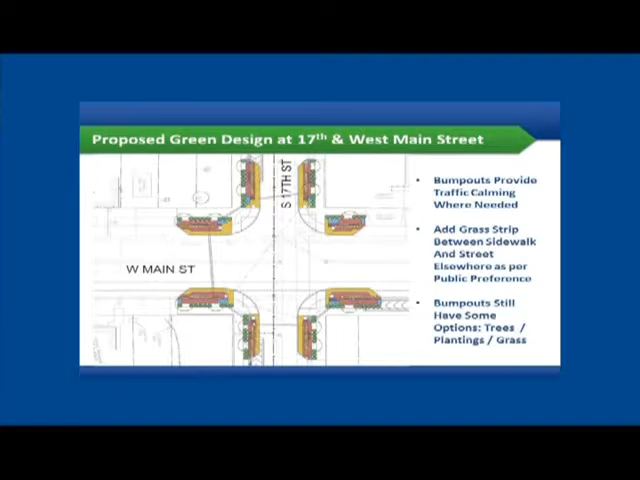 Proposed Green Design at 17th & West Main Street
S 17TH ST
W MAIN ST
• Bumpouts Provide
Traffic Calming
Where Needed
• Add Grass Strip
Between Sidewalk
And Street
Elsewhere as per
Public Preference
• Bumpouts Still
Have Some
Options: Trees /
Plantings / Grass